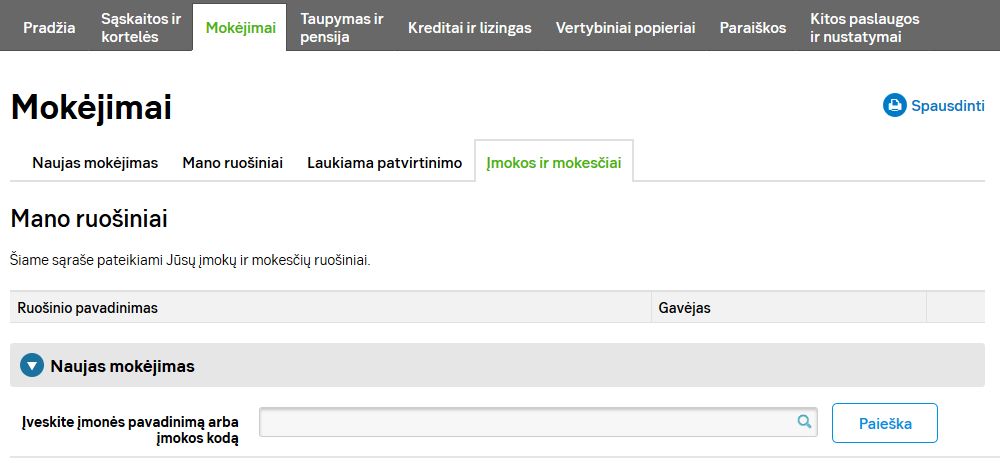 Pradžia
Sąskaitos ir
kortelės
Mokėjimai
Taupymas ir
pensija
Kreditai ir lizingas
Vertybiniai popieriai
Paraiškos
Kitos paslaugos
ir nustatymai
Mokėjimai
Spausdinti
Naujas mokėjimas
Mano ruošiniai
Laukiama patvirtinimo
Įmokos ir mokesčiai
Mano ruošiniai
Šiame sąraše pateikiami Jūsų įmokų ir mokesčių ruošiniai.
Ruošinio pavadinimas
Gavėjas
Naujas mokėjimas
Įveskite įmonės pavadinimą arba
įmokos kodą
Paieška